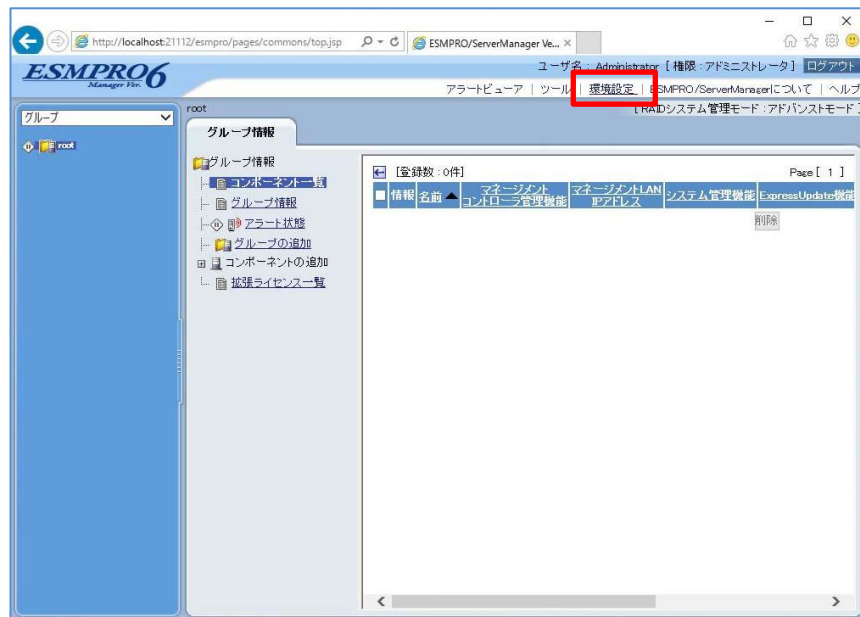 http://localhost:21112/esmpro/pages/commons/top.jsp
ESMPRO/ServerManager Ve...
ESMPRO6
Manager Ver.
ユーザ名 : Administrator [ 権限 : アドミニストレータ ] ログアウト
アラートビューア | ツール | 環境設定 | ESMPRO/ServerManagerについて | ヘルプ
[ RAIDシステム管理モード : アドバンストモード ]
グループ
root
root
グループ情報
グループ情報
コンポーネント一覧
グループ情報
アラート状態
グループの追加
コンポーネントの追加
拡張ライセンス一覧
[登録数 : 0件] Page [ 1 ]
情報 名前 マネージメント コントローラ管理機能 マネージメントLAN IPアドレス システム管理機能 ExpressUpdate機能
削除